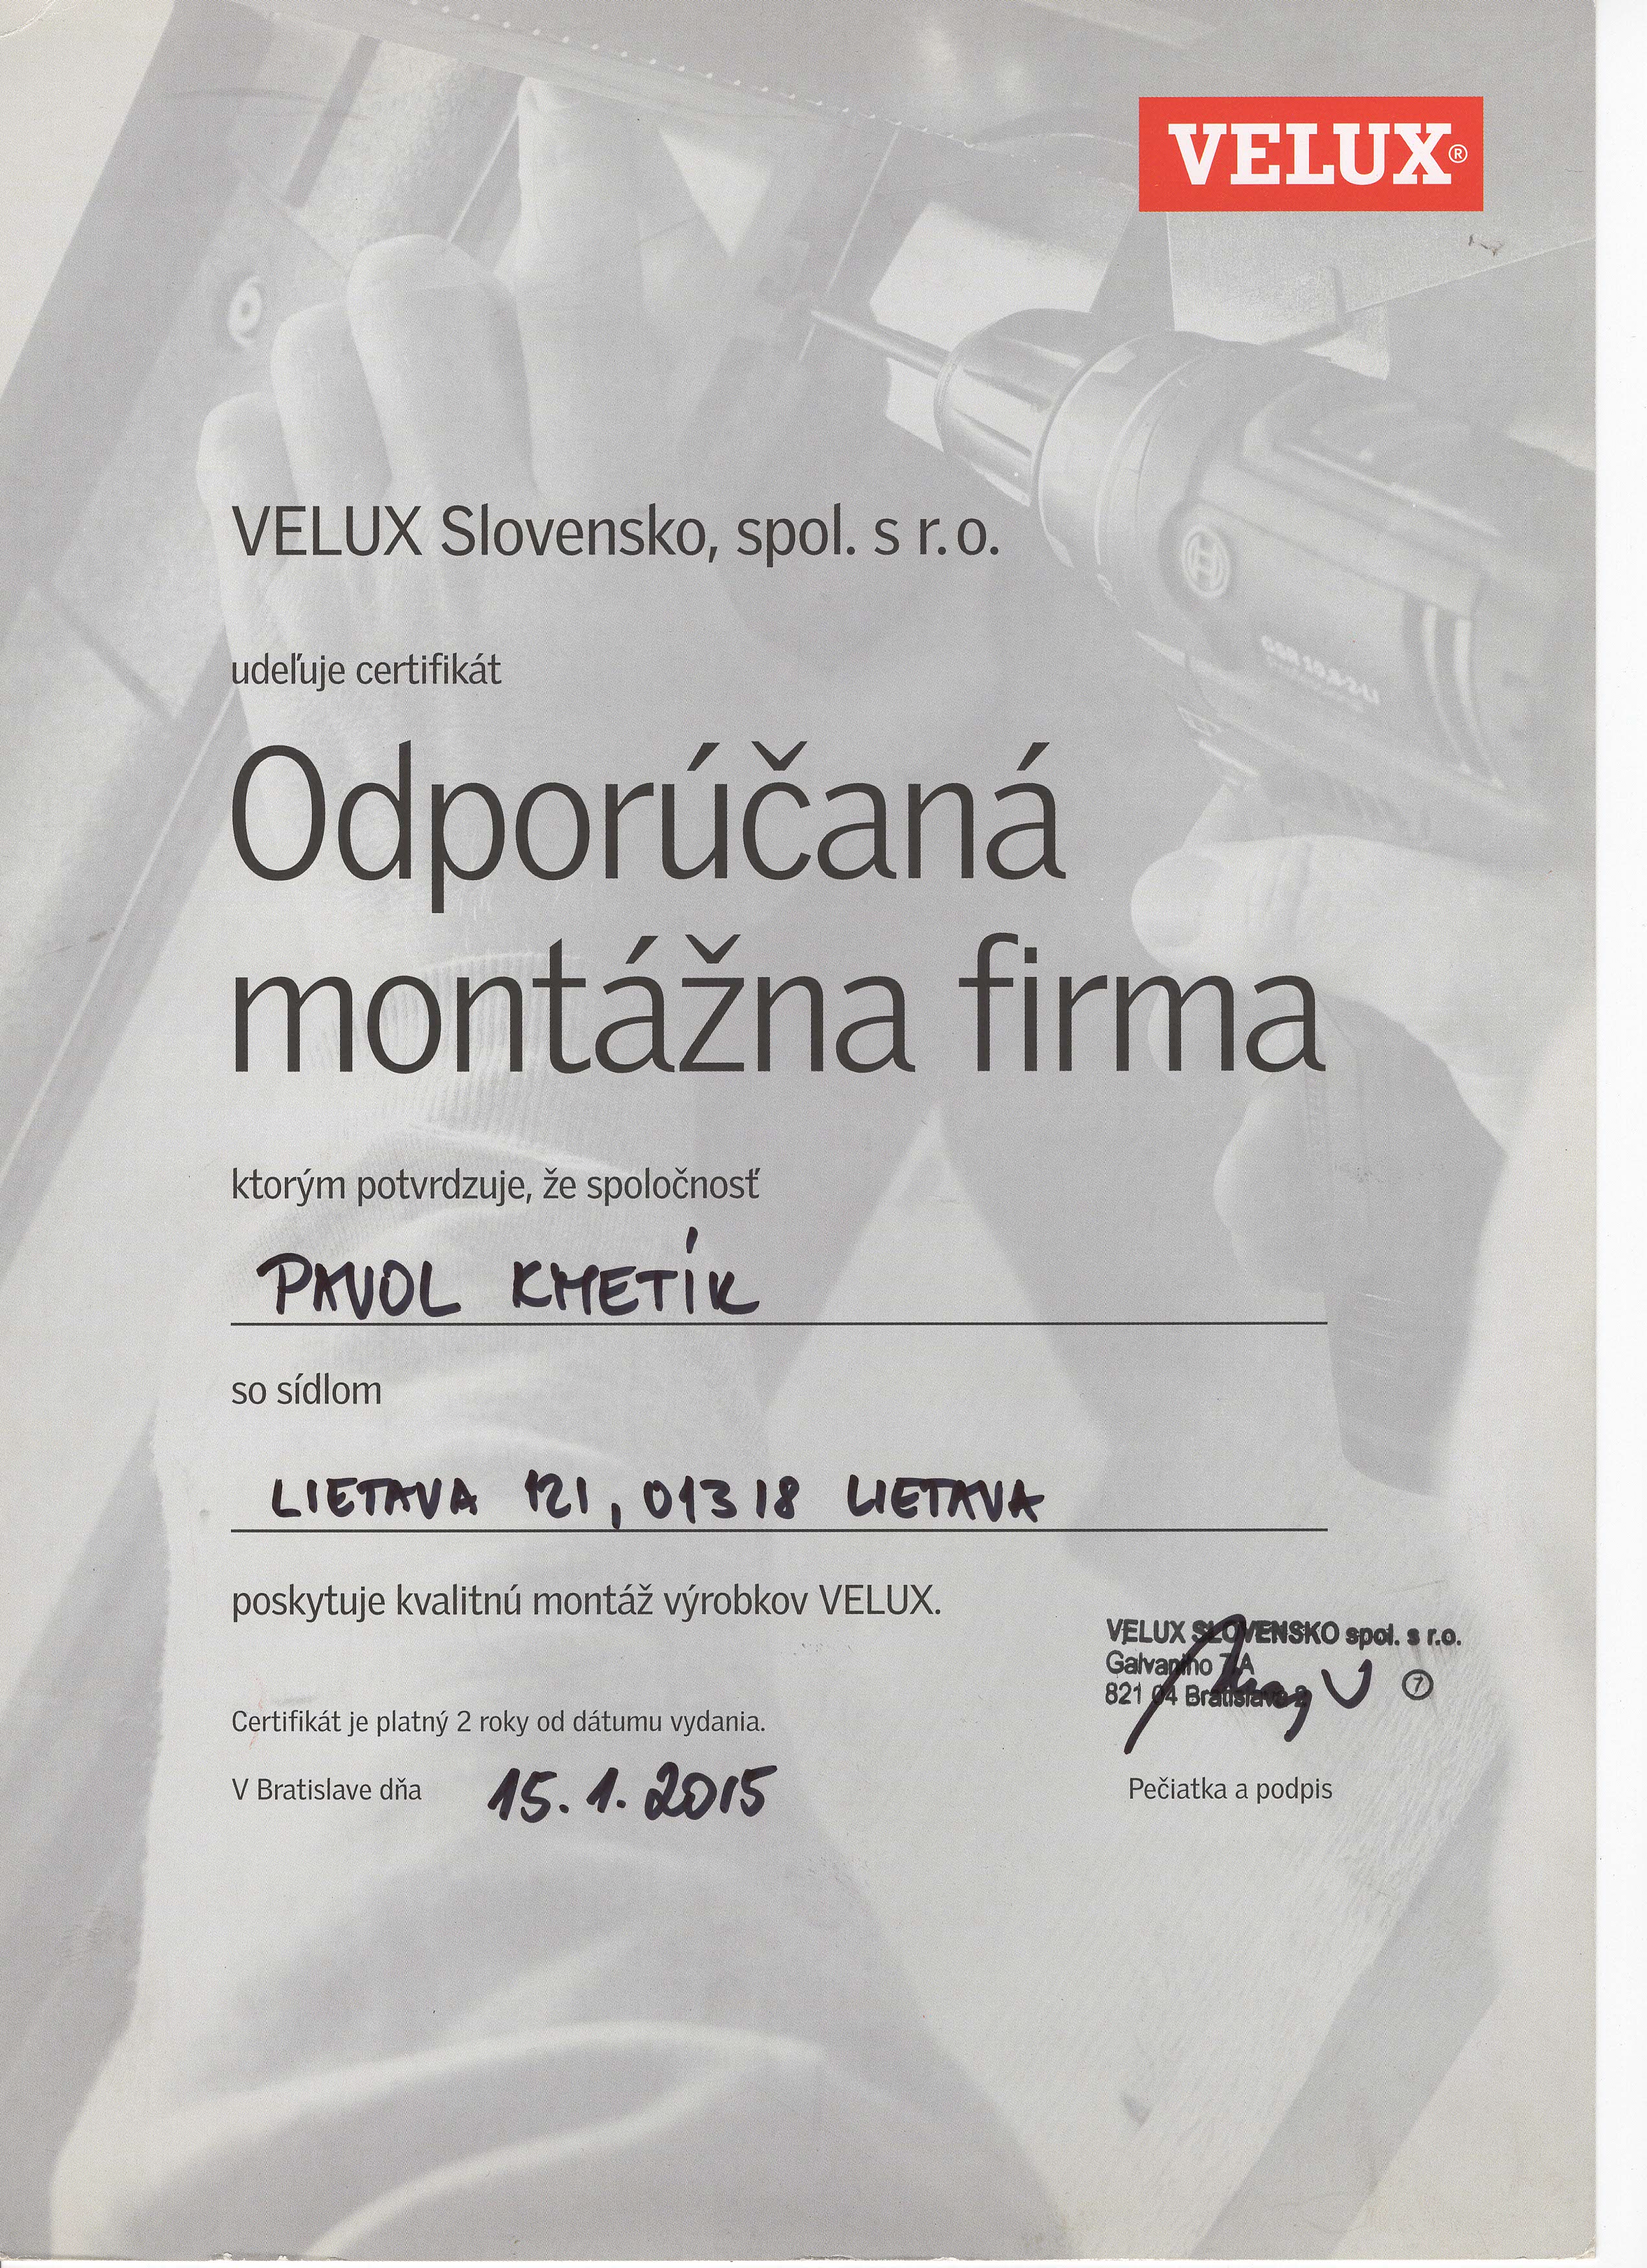 VELUX®
VELUX Slovensko, spol. s r. o.
udeľuje certifikát
Odporúčaná
montážna firma
ktorým potvrdzuje, že spoločnosť
PAVOL KMETÍK
so sídlom
LIETAVA 121, 013 18 LIETAVA
poskytuje kvalitnú montáž výrobkov VELUX.
VELUX SLOVENSKO spol. s r.o.
Galvaniho 7/A
821 04 Bratislava 2
7
Certifikát je platný 2 roky od dátumu vydania.
V Bratislave dňa 15. 1. 2015
Pečiatka a podpis